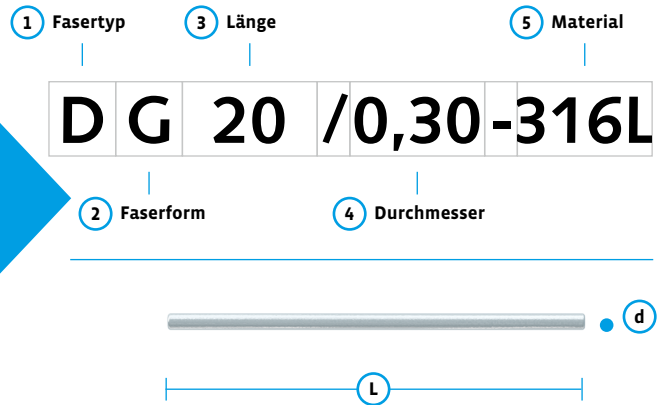 1 Fasertyp 3 Länge 5 Material
D G 20 /0,30-316L
2 Faserform 4 Durchmesser
d
L